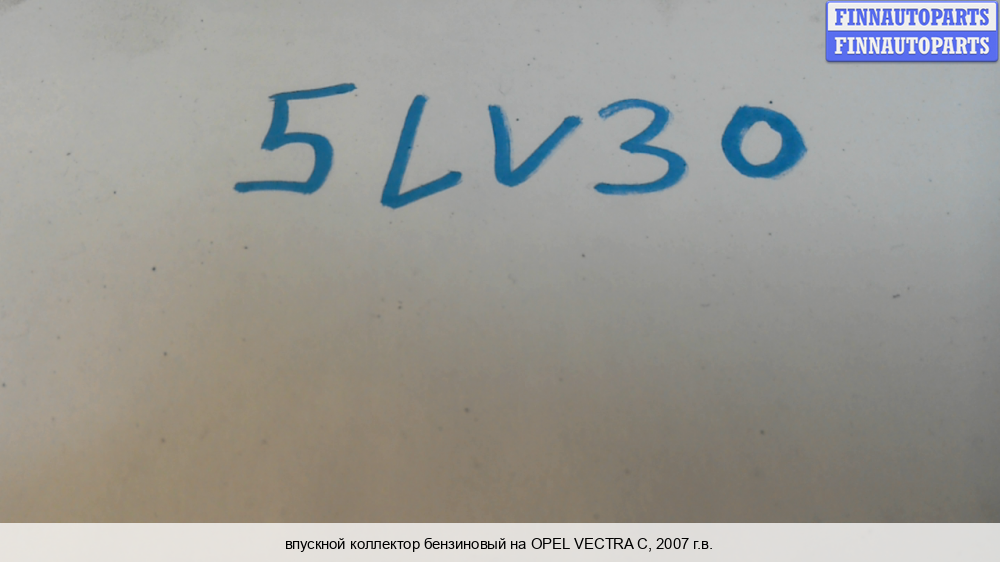 FINNAUTOPARTS
FINNAUTOPARTS
5LV30
впускной коллектор бензиновый на OPEL VECTRA C, 2007 г.в.